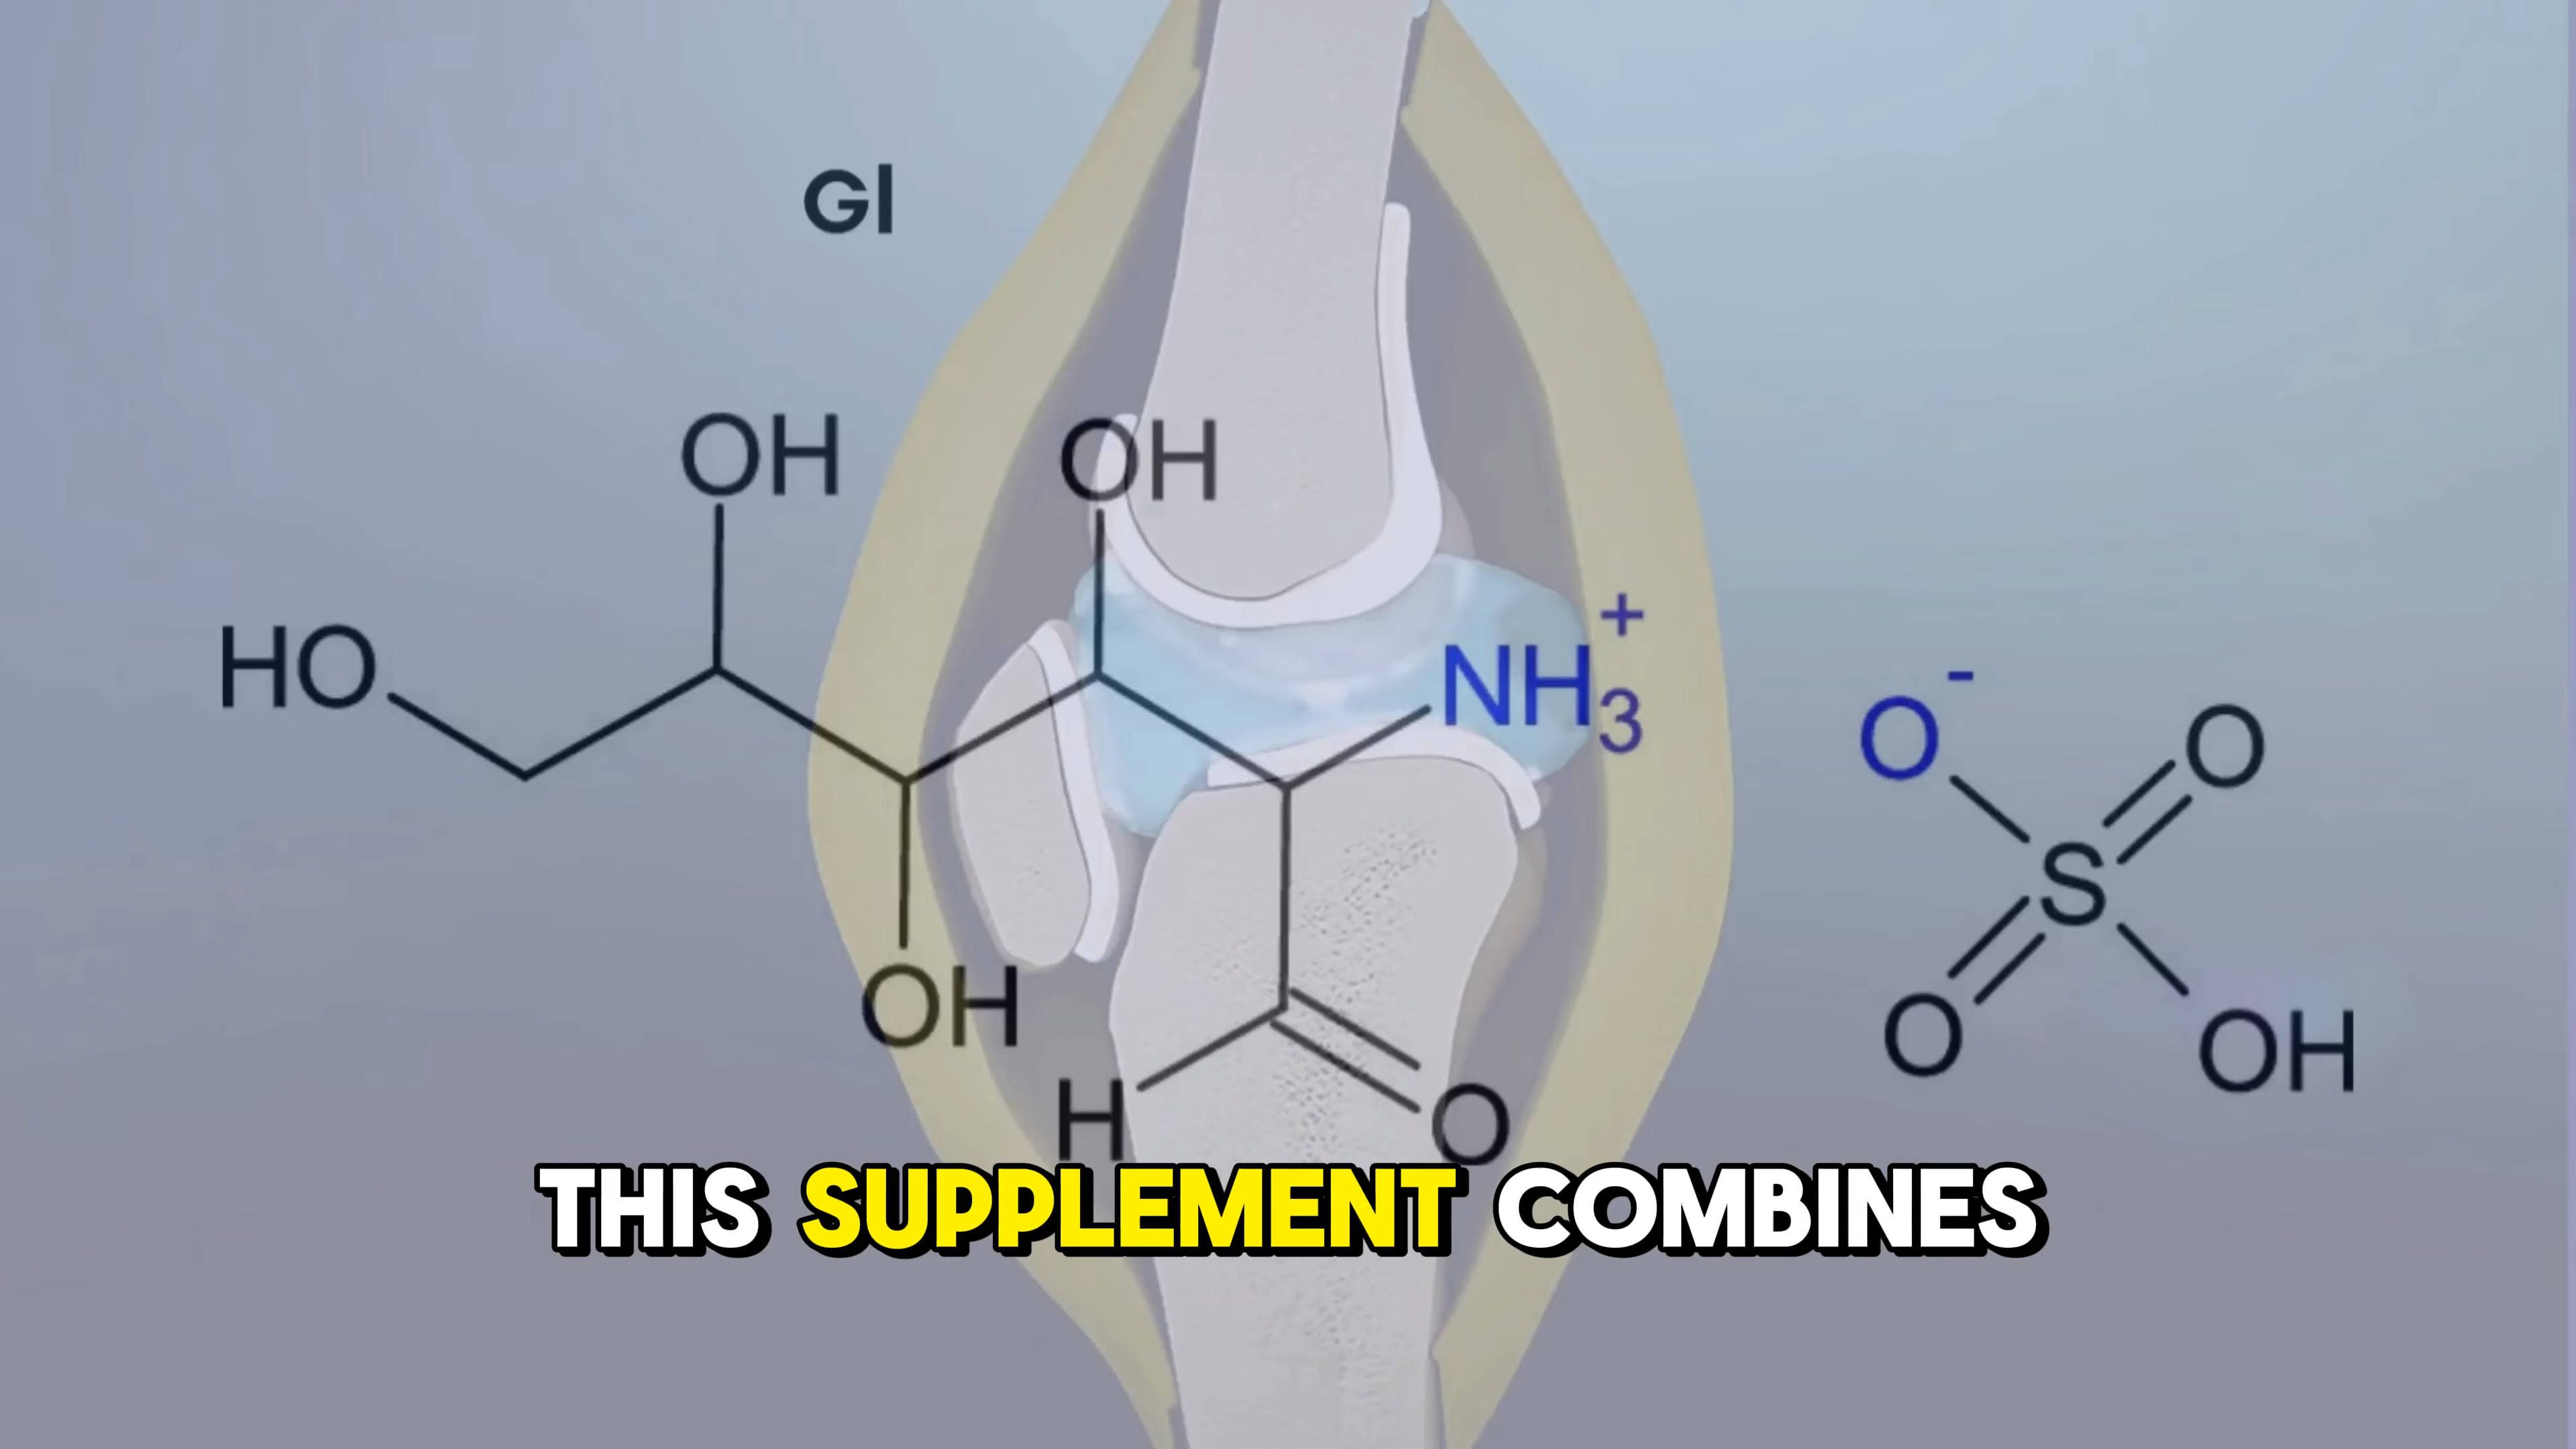 Gl
OH
OH
HO
NH3+
O-
O
S
OH
O
OH
H
O
THIS SUPPLEMENT COMBINES